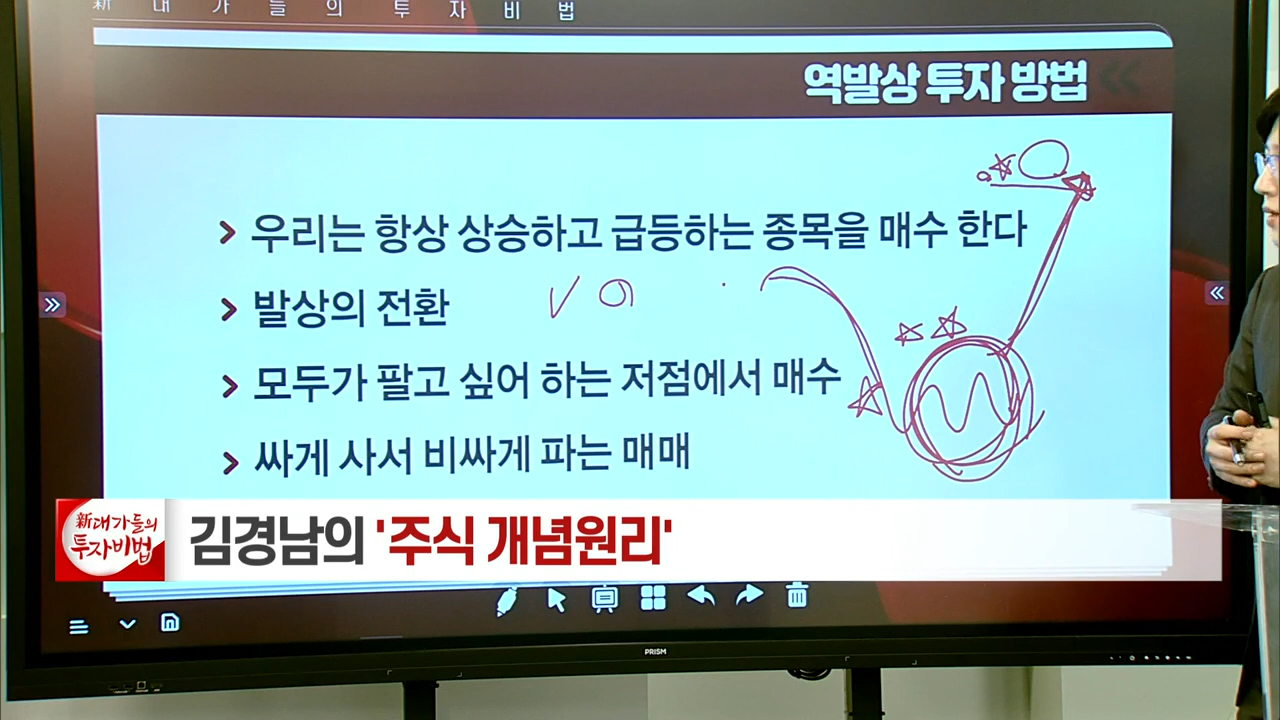 新 대 가 들 의 투 자 비 법
역발상 투자 방법
우리는 항상 상승하고 급등하는 종목을 매수 한다
발상의 전환
모두가 팔고 싶어 하는 저점에서 매수
싸게 사서 비싸게 파는 매매
新대가들의
투자비법
김경남의 '주식 개념원리'
PRISM